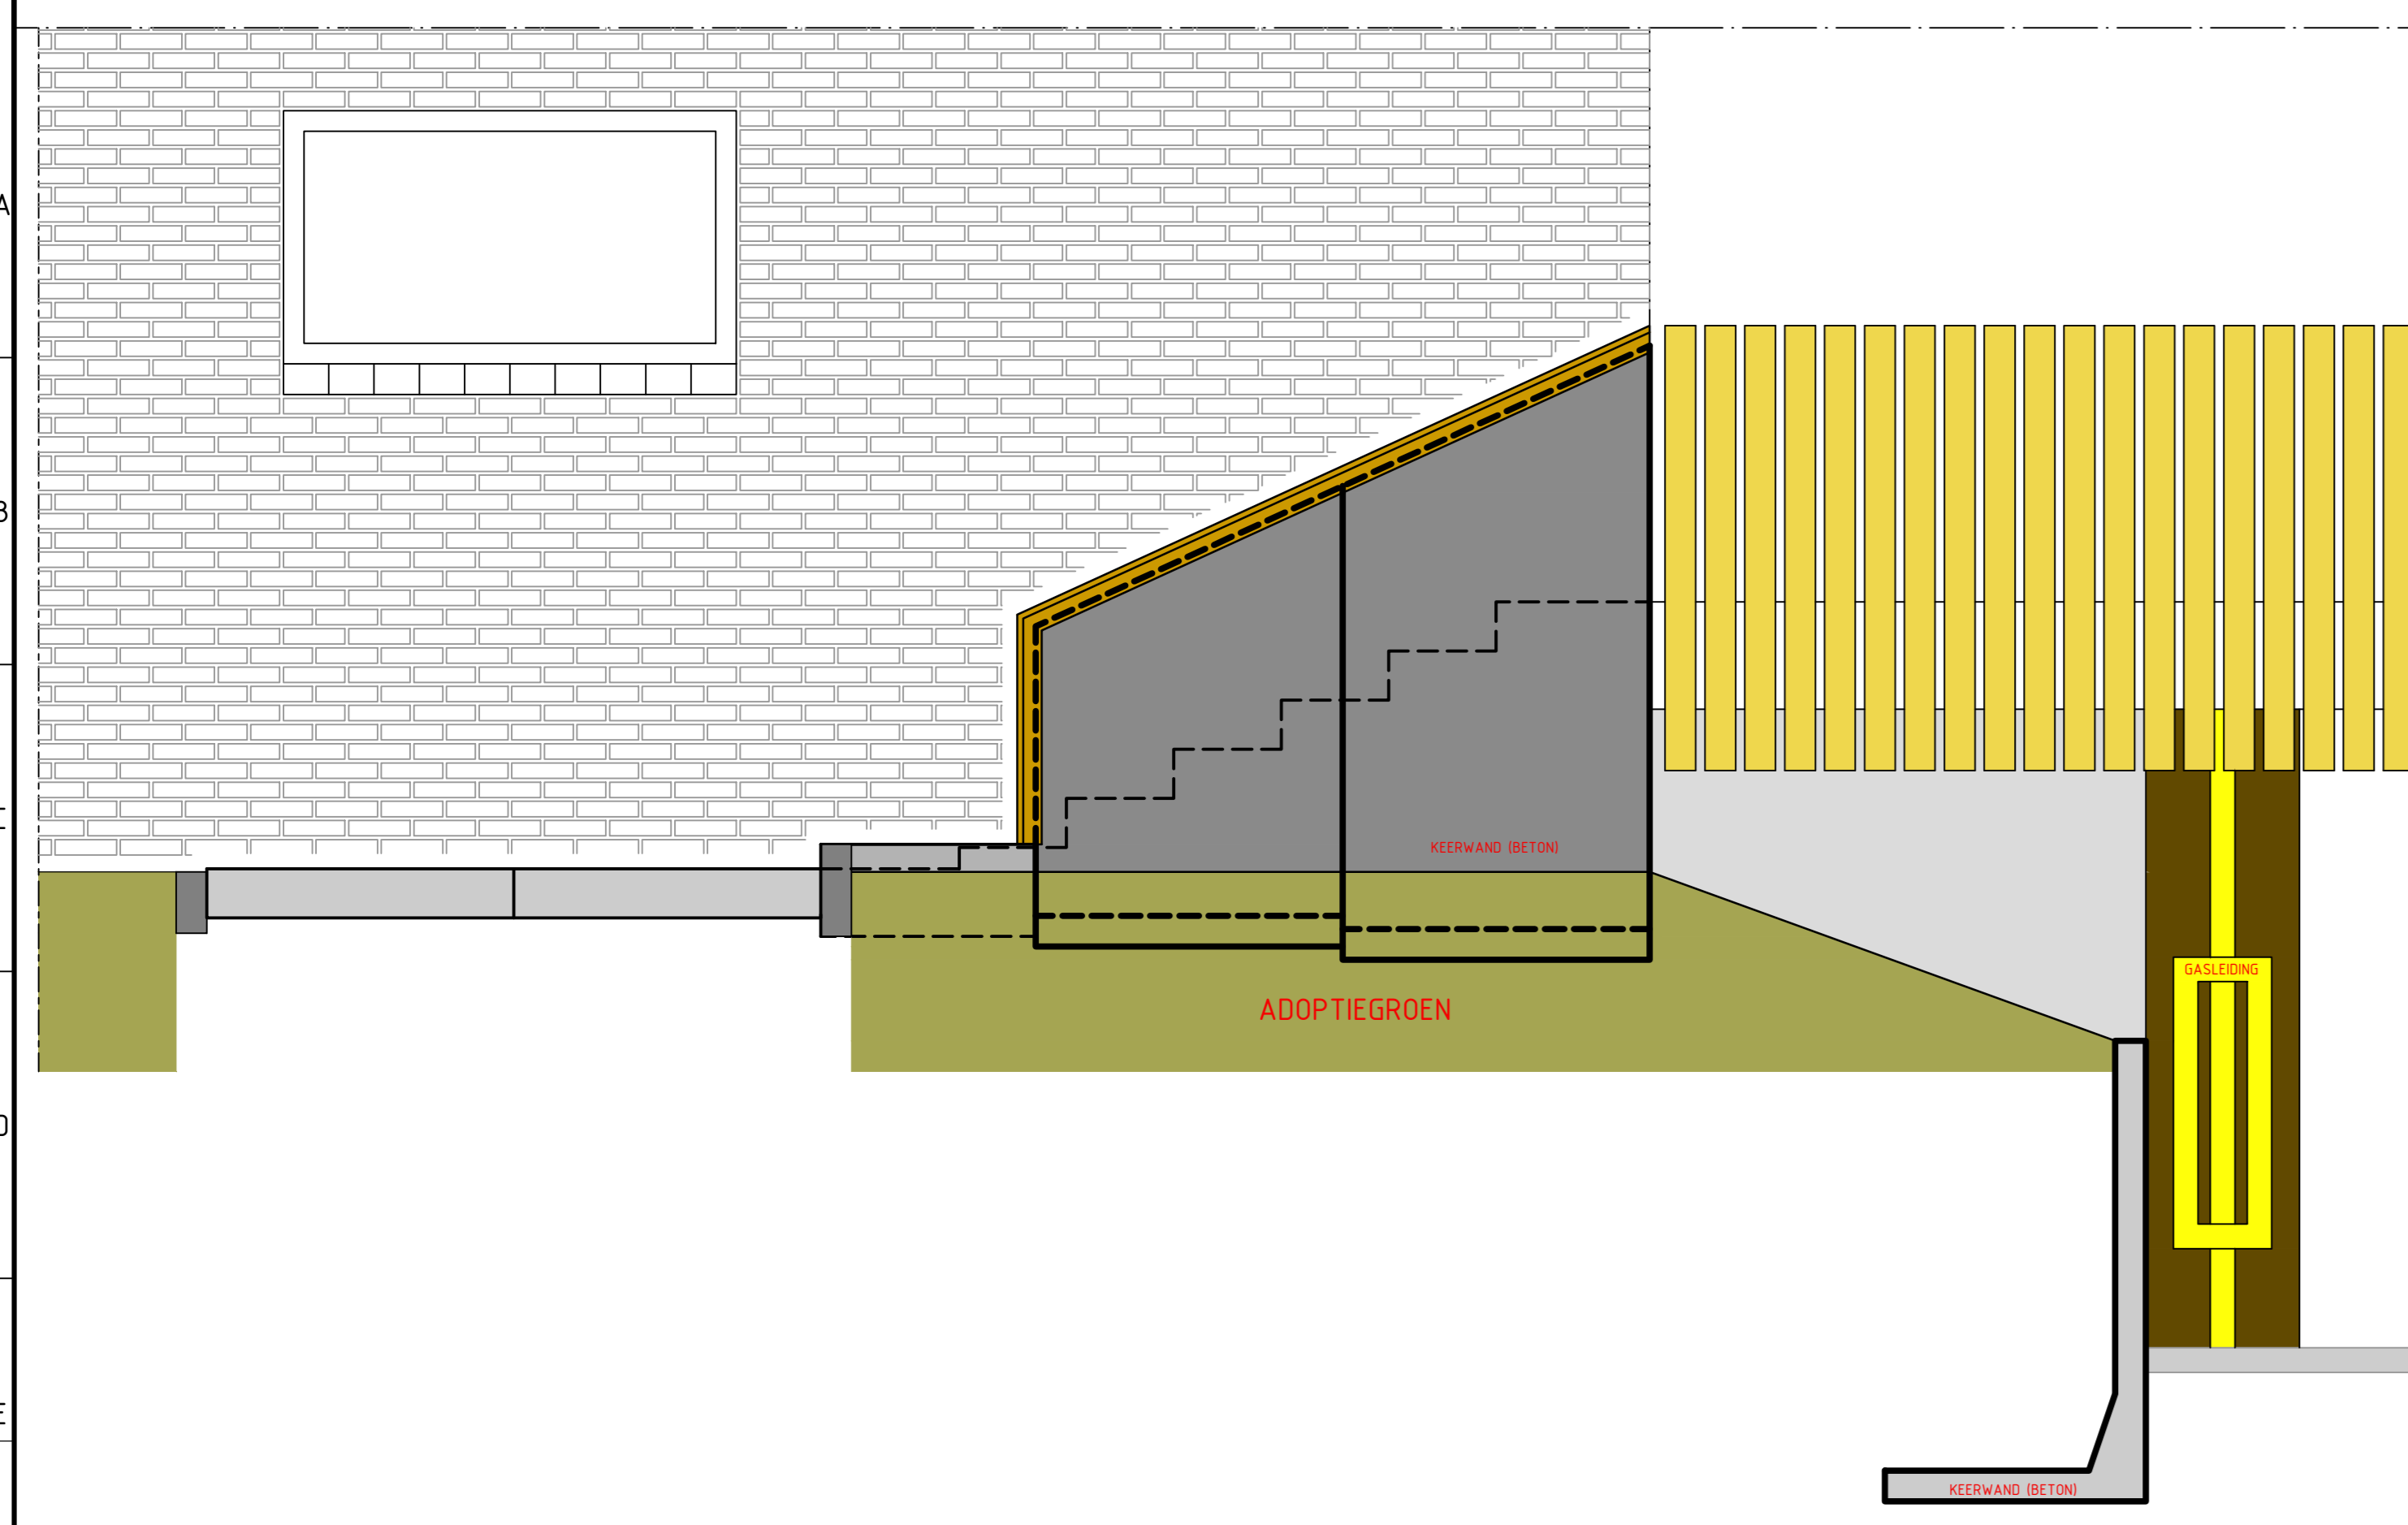 A
B
KEERWAND (BETON)
GASLEIDING
ADOPTIEGROEN
D
E
KEERWAND (BETON)